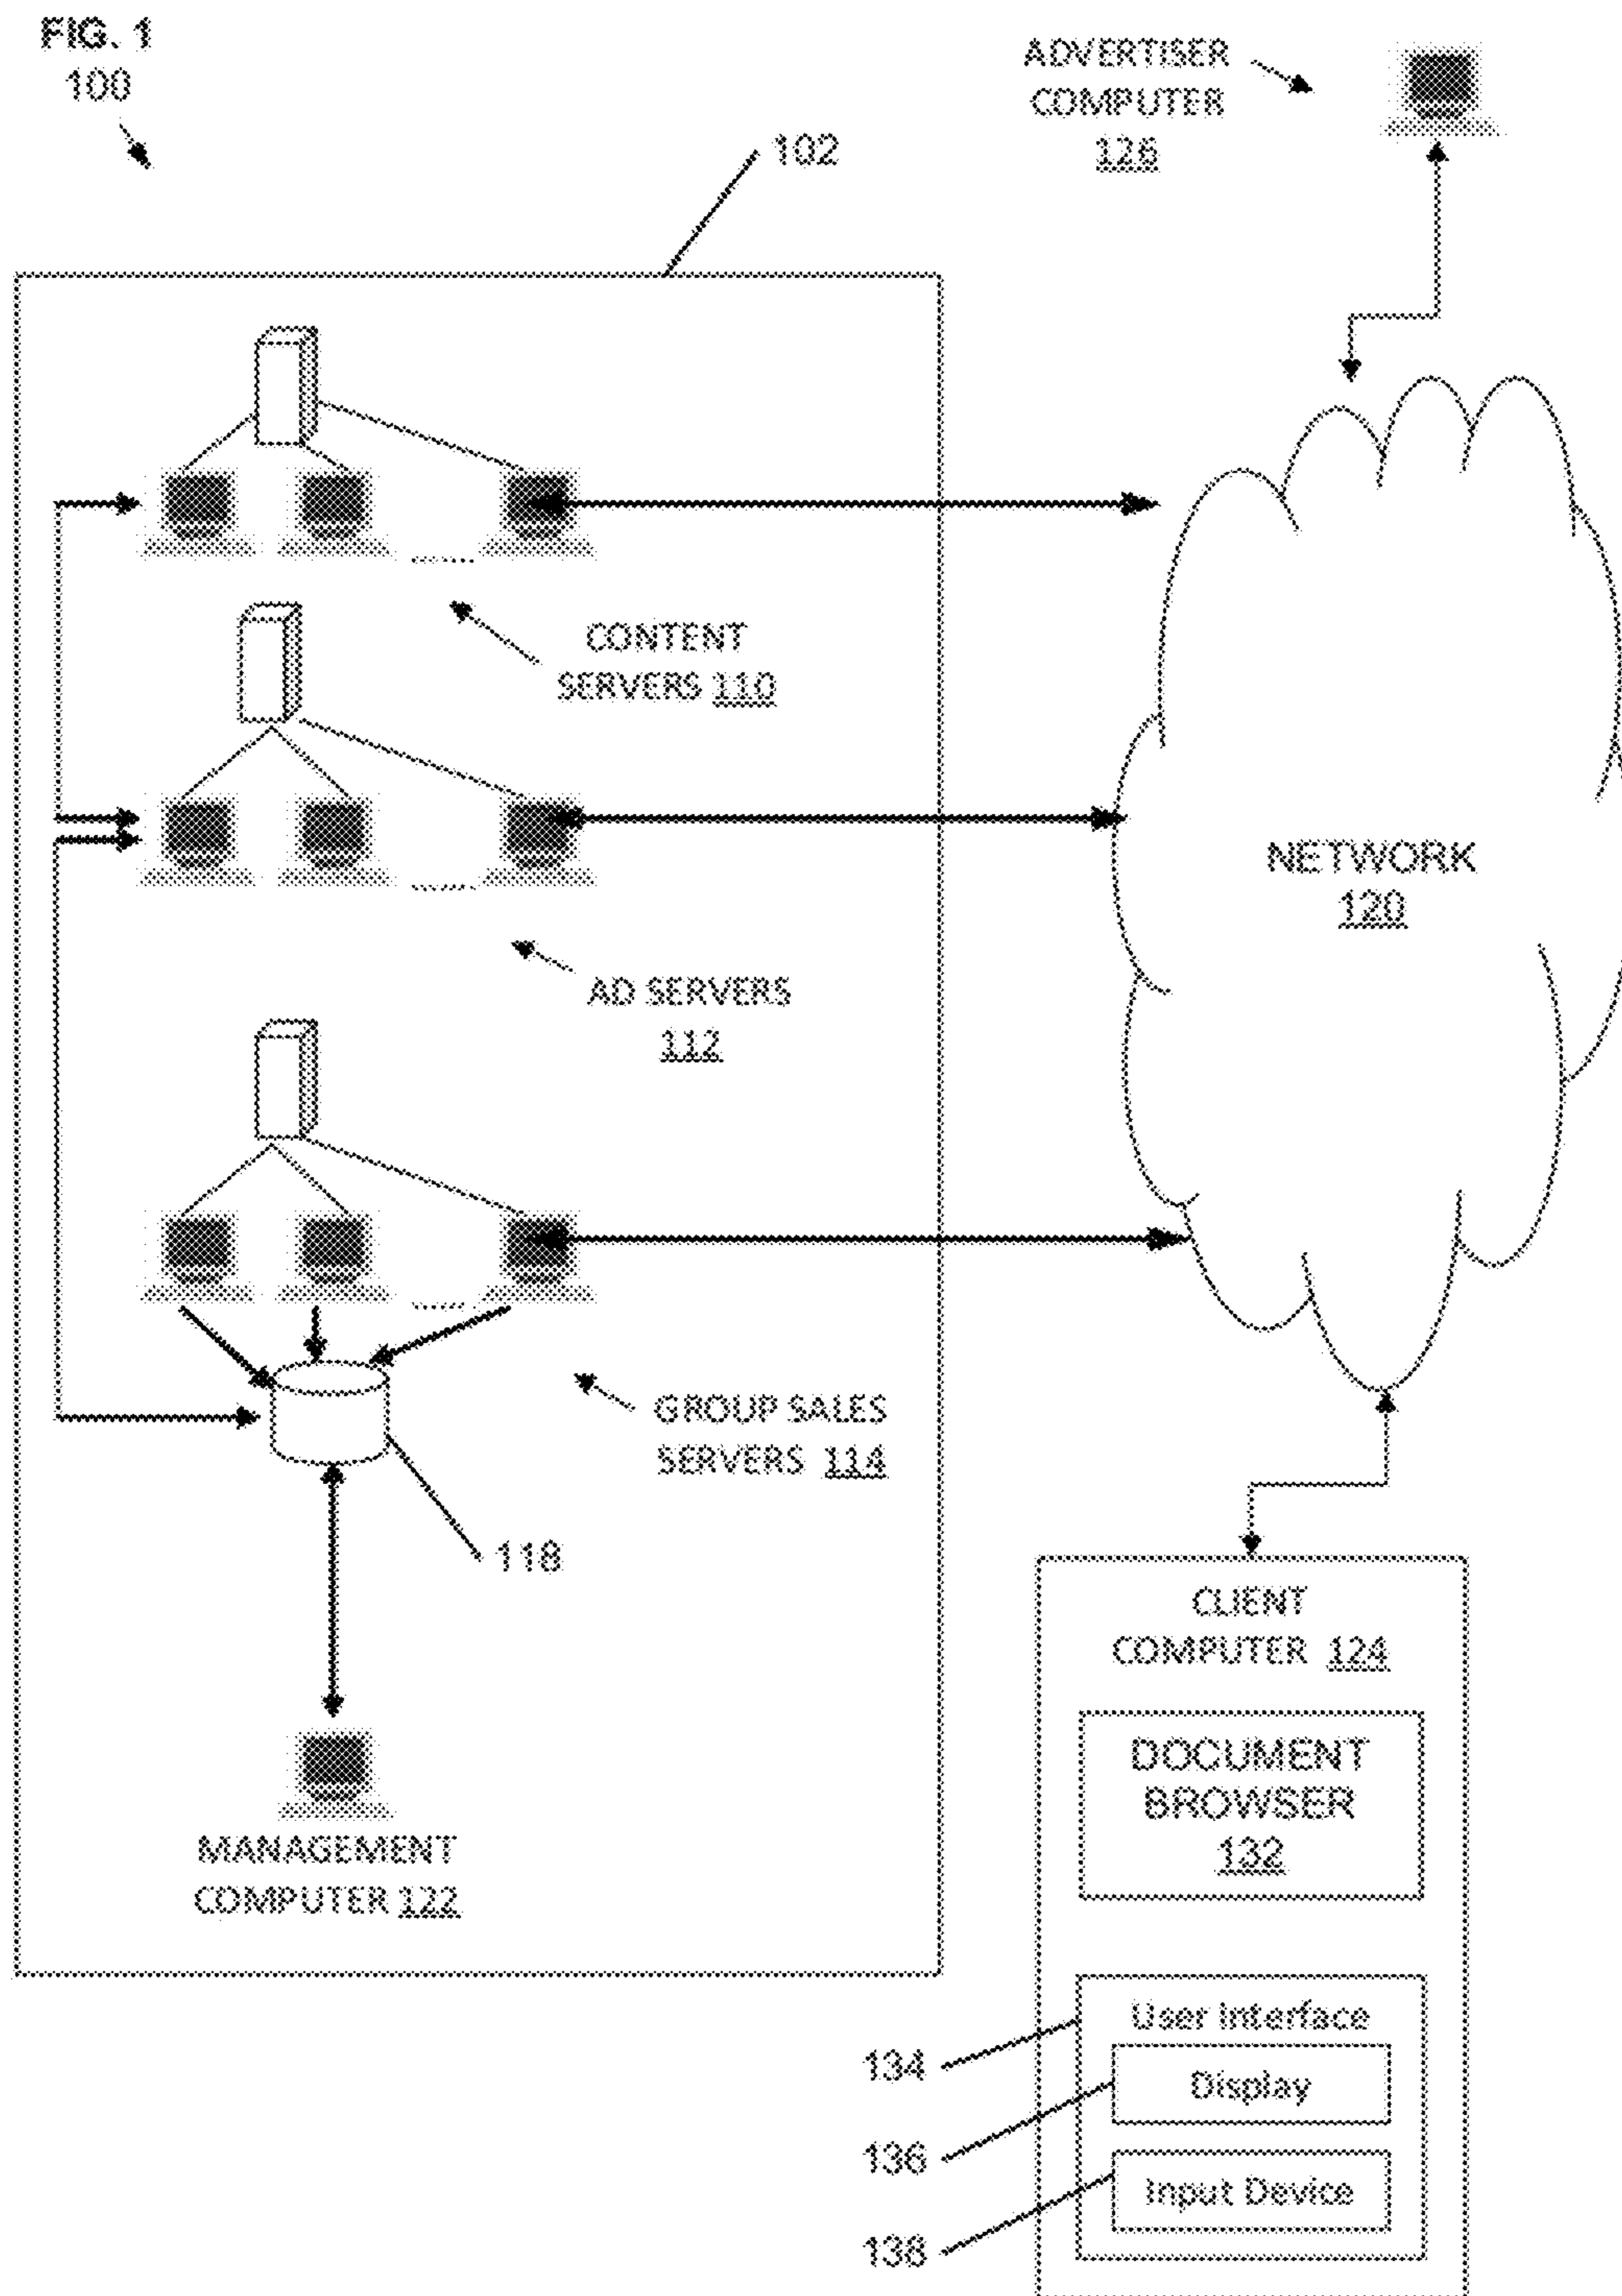 FIG. 1
100
ADVERTISER
COMPUTER
126
102
CONTENT
SERVERS 110
NETWORK
120
AD SERVERS
112
GROUP SALES
SERVERS 114
118
CLIENT
COMPUTER 124
DOCUMENT
BROWSER
132
MANAGEMENT
COMPUTER 122
User Interface
134
Display
136
Input Device
138